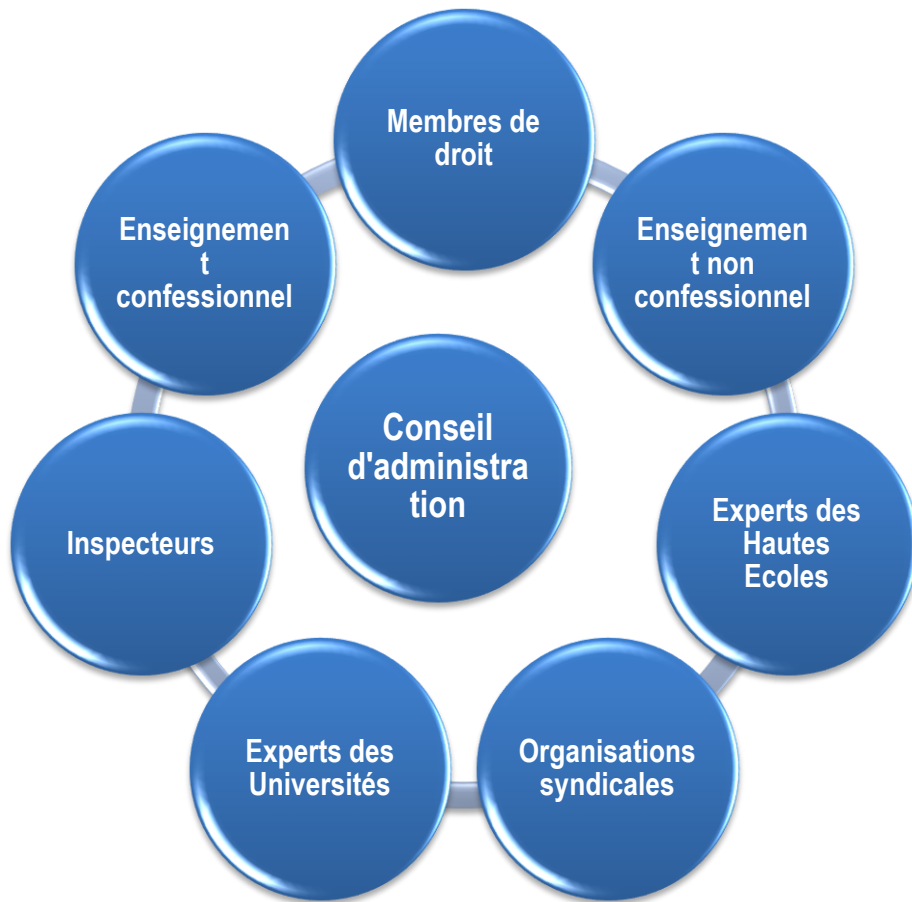 Membres de
droit
Enseignemen
t non
confessionnel
Experts des
Hautes
Ecoles
Organisations
syndicales
Experts des
Universités
Inspecteurs
Enseignemen
t
confessionnel
Conseil
d'administra
tion